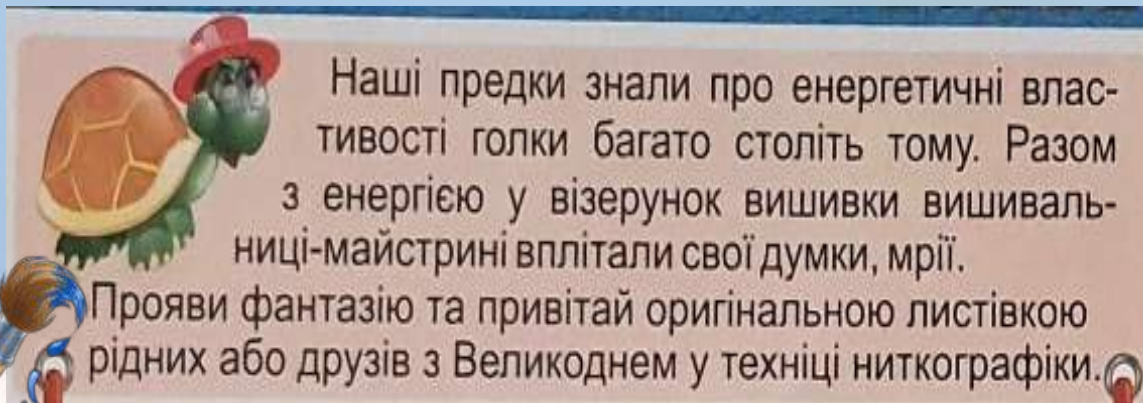 Наші предки знали про енергетичні влас-
тивості голки багато століть тому. Разом
з енергією у візерунок вишивки вишиваль-
ниці-майстрині впліталі свої думки, мрії.
Прояви фантазію та привітай оригінальною листівкою
рідних або друзів з Великоднем у техніці ниткографіки.